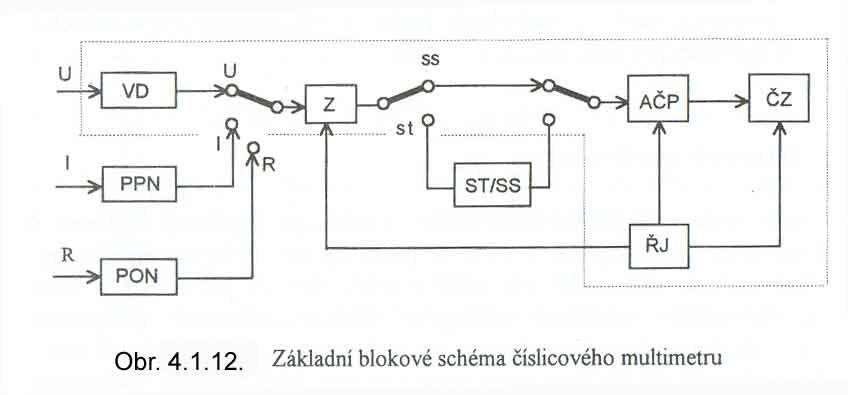 U
VD
U
Z
ss
AČP
ČZ
I
R
st
I
PPN
ST/SS
R
PON
ŘJ
Obr. 4.1.12. Základní blokové schéma číslicového multimetru